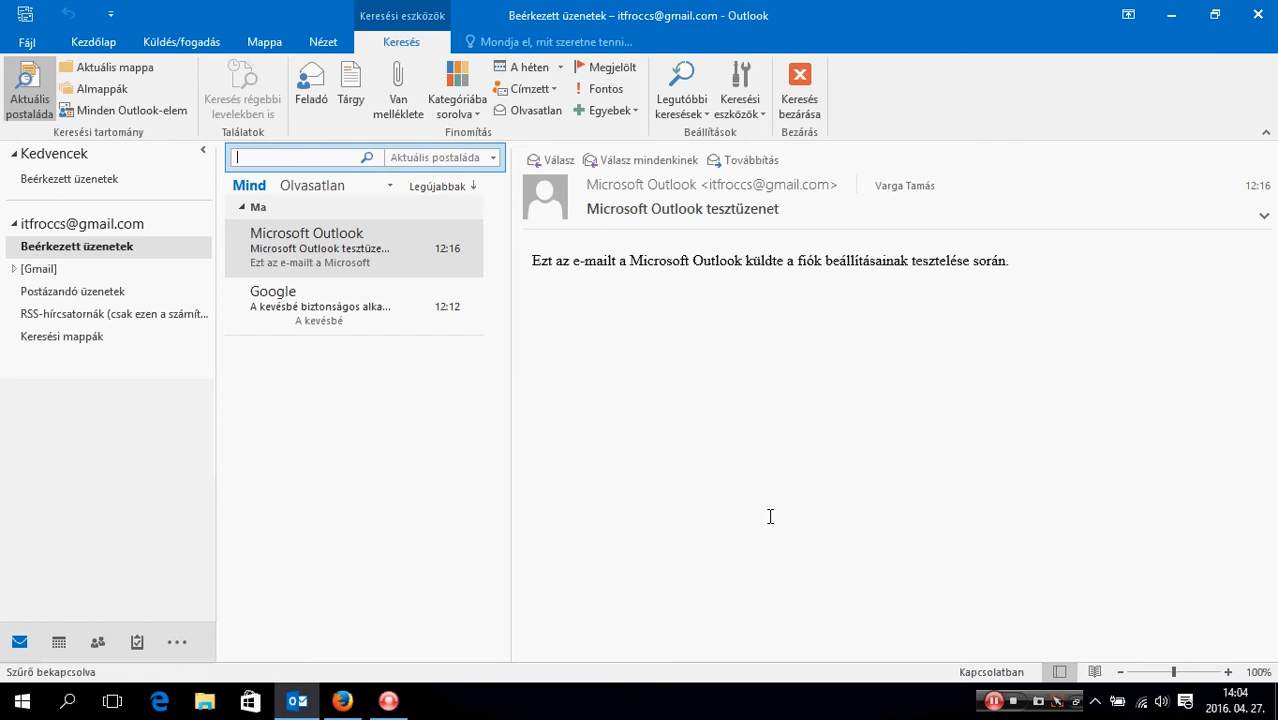 Keresési eszközök
Beérkezett üzenetek – itfroccs@gmail.com - Outlook
Fájl
Kezdőlap
Küldés/fogadás
Mappa
Nézet
Keresés
Mondja el, mit szeretne tenni...
Aktuális postaláda
Aktuális mappa
Almappák
Minden Outlook-elem
Keresési tartomány
Keresés régebbi
levelekben is
Találatok
Feladó
Tárgy
Van
melléklete
Kategóriába
sorolva
A héten
Címzett
Olvasatlan
Megjelölt
Fontos
Egyebek
Finomítás
Legutóbbi
keresések
Keresési
eszközök
Beállítások
Keresés
bezárása
Bezárás
Kedvencek
Beérkezett üzenetek
itfroccs@gmail.com
Beérkezett üzenetek
[Gmail]
Postázandó üzenetek
RSS-hírcsatornák (csak ezen a számít...
Keresési mappák
Aktuális postaláda
Mind
Olvasatlan
Legújabbak
Ma
Microsoft Outlook
Microsoft Outlook tesztüze...
12:16
Ezt az e-mailt a Microsoft
Google
A kevésbé biztonságos alka...
12:12
A kevésbé
Válasz
Válasz mindenkinek
Továbbítás
Microsoft Outlook <itfroccs@gmail.com>
Varga Tamás
12:16
Microsoft Outlook tesztüzenet
Ezt az e-mailt a Microsoft Outlook küldte a fiók beállításainak tesztelése során.
Szűrő bekapcsolva
Kapcsolatban
100%
14:04
2016. 04. 27.